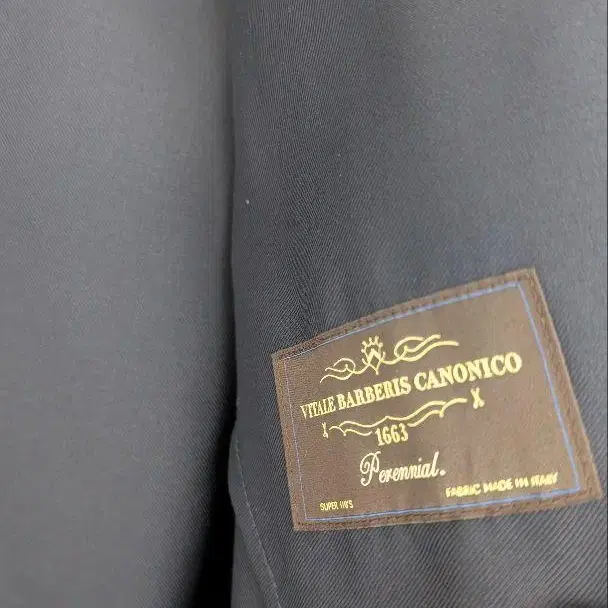 VITALE BARBERIS CANONICO
1663
Perennial.
SUPER 110'S
FABRIC MADE IN ITALY